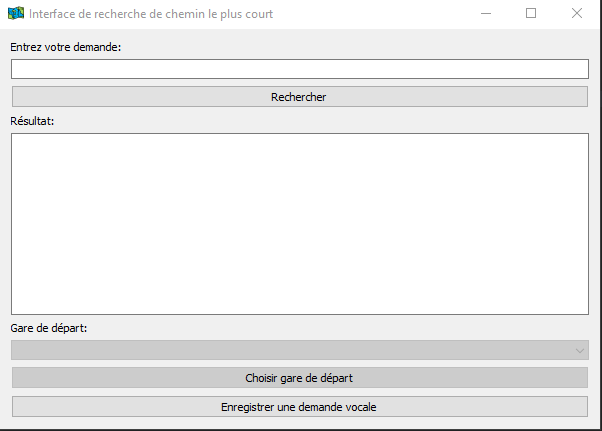 Interface de recherche de chemin le plus court
Entrez votre demande:
Rechercher
Résultat:
Gare de départ:
Choisir gare de départ
Enregistrer une demande vocale